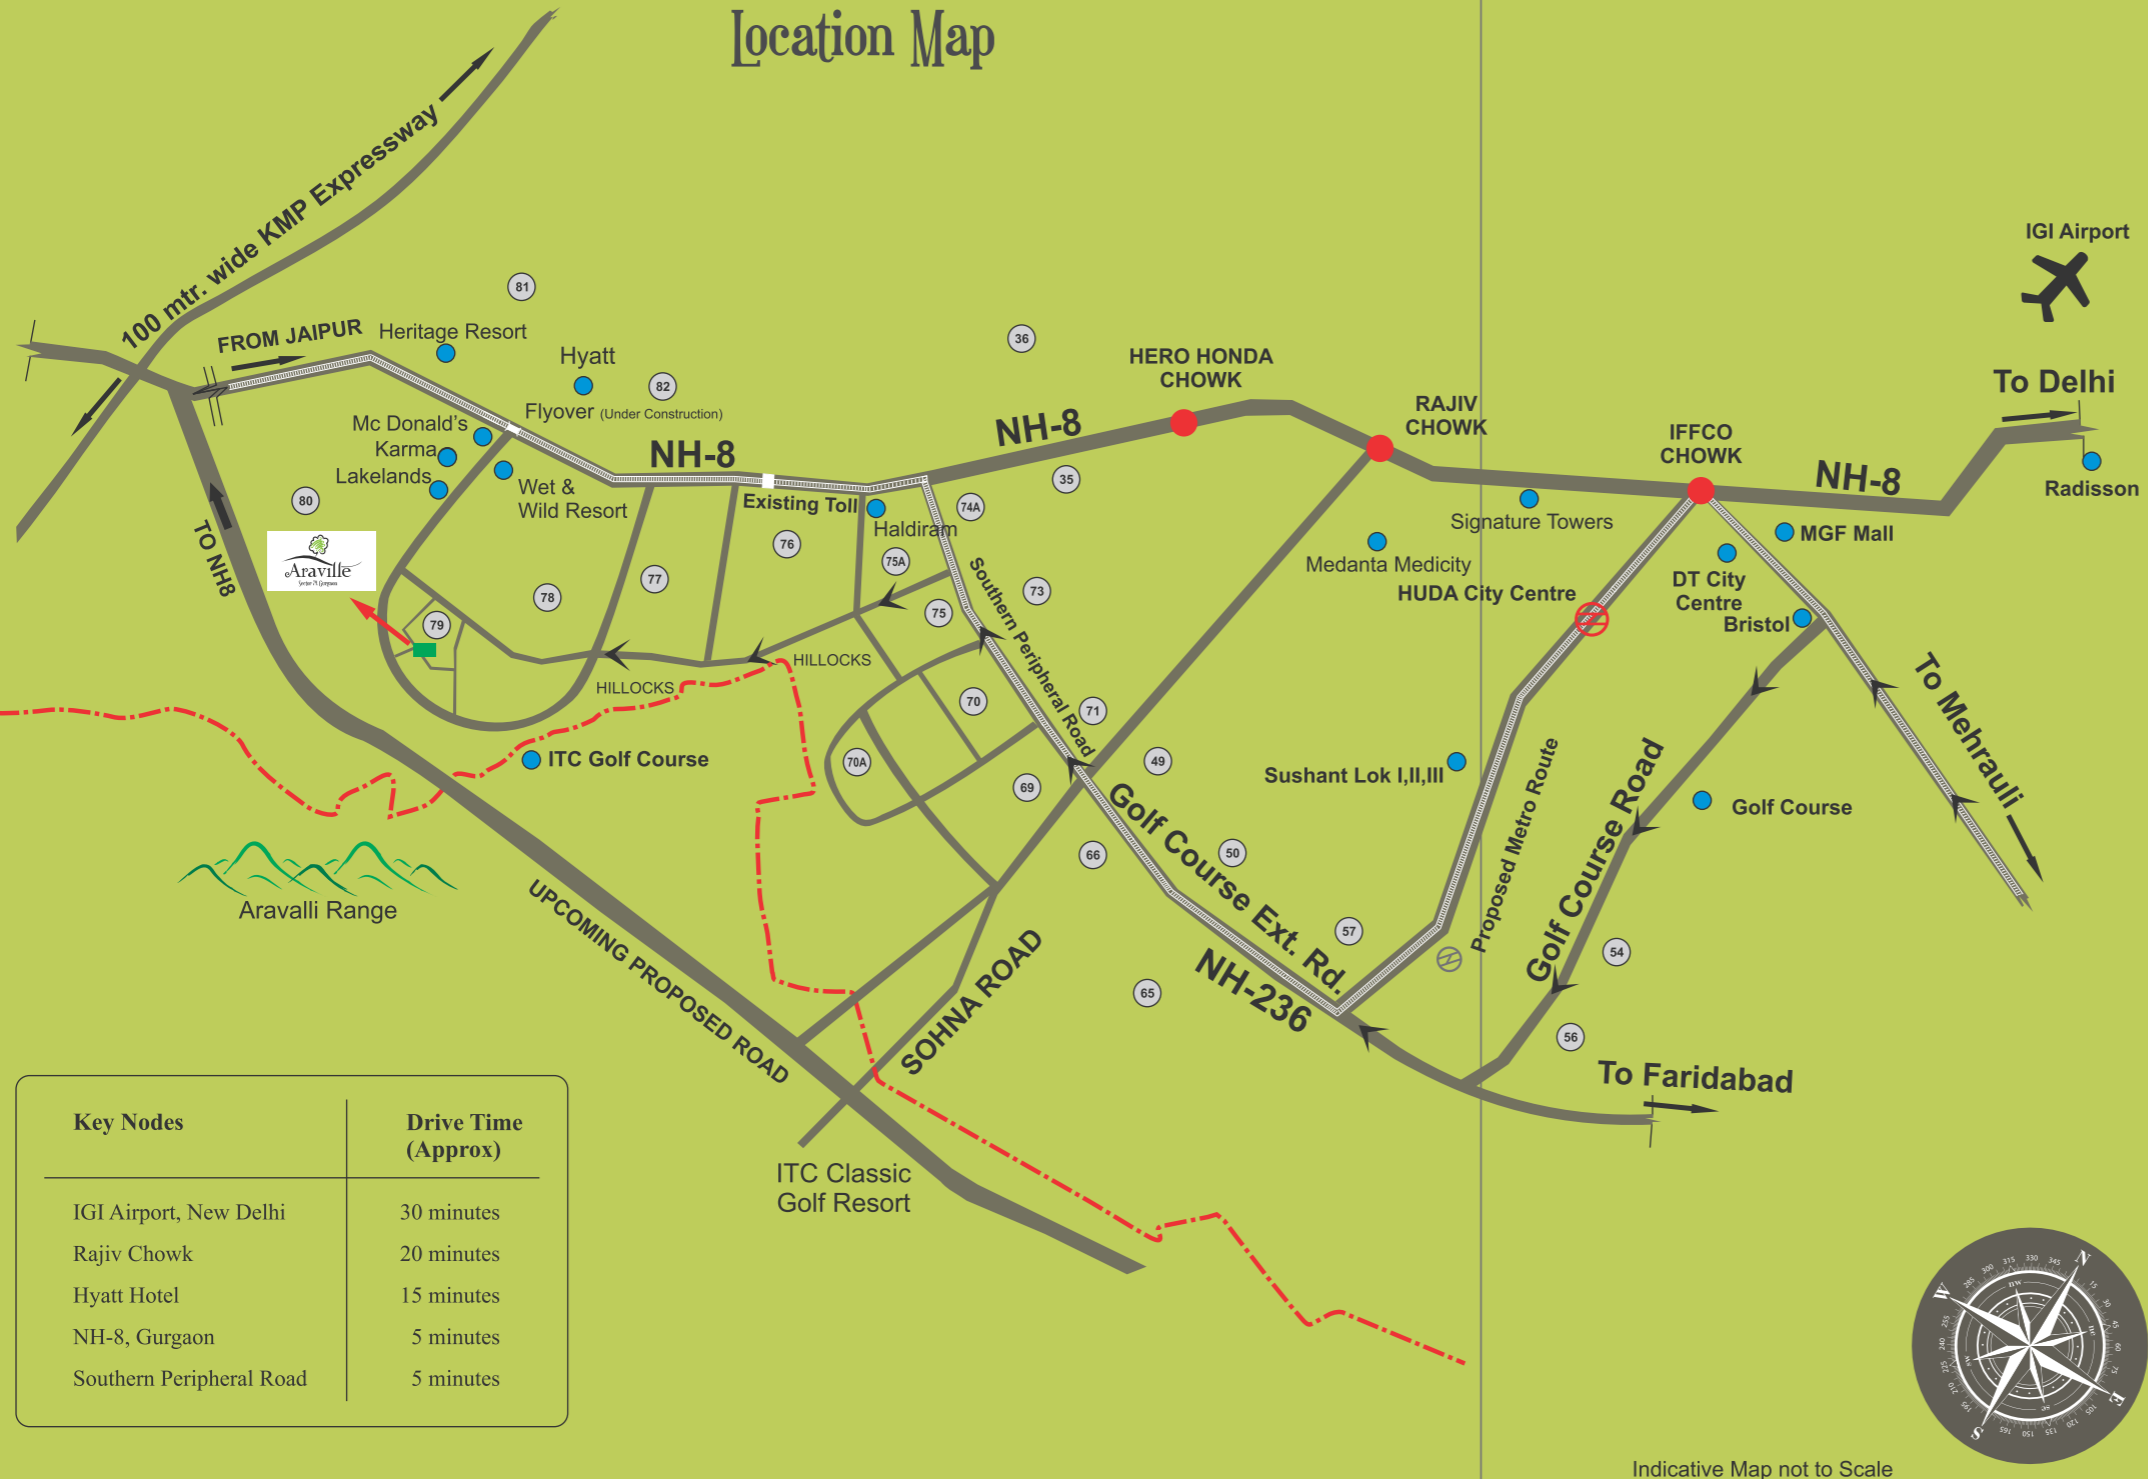 Location Map
100 mtr. wide KMP Expressway
IGI Airport
81
FROM JAIPUR
Heritage Resort
36
Hyatt
HERO HONDA
CHOWK
82
To Delhi
Flyover (Under Construction)
RAJIV
CHOWK
Mc Donald's
Karma
Lakelands
NH-8
NH-8
IFFCO
CHOWK
NH-8
Radisson
Wet &
Wild Resort
80
Existing Toll
35
74A
Haldiram
Signature Towers
MGF Mall
TO NH8
Araville
76
75A
Medanta Medicity
HUDA City Centre
DT City
Centre
Bristol
78
77
73
75
79
Southern Peripheral Road
HILLOCKS
HILLOCKS
To Mehrauli
70
71
ITC Golf Course
70A
49
69
Sushant Lok I,II,III
Proposed Metro Route
Golf Course Road
Golf Course
Golf Course Ext. Rd.
66
50
Aravalli Range
57
54
UPCOMING PROPOSED ROAD
SOHNA ROAD
NH-236
65
56
To Faridabad
ITC Classic
Golf Resort
Key Nodes Drive Time
(Approx)
IGI Airport, New Delhi 30 minutes
Rajiv Chowk 20 minutes
Hyatt Hotel 15 minutes
NH-8, Gurgaon 5 minutes
Southern Peripheral Road 5 minutes
N
W
E
S
Indicative Map not to Scale